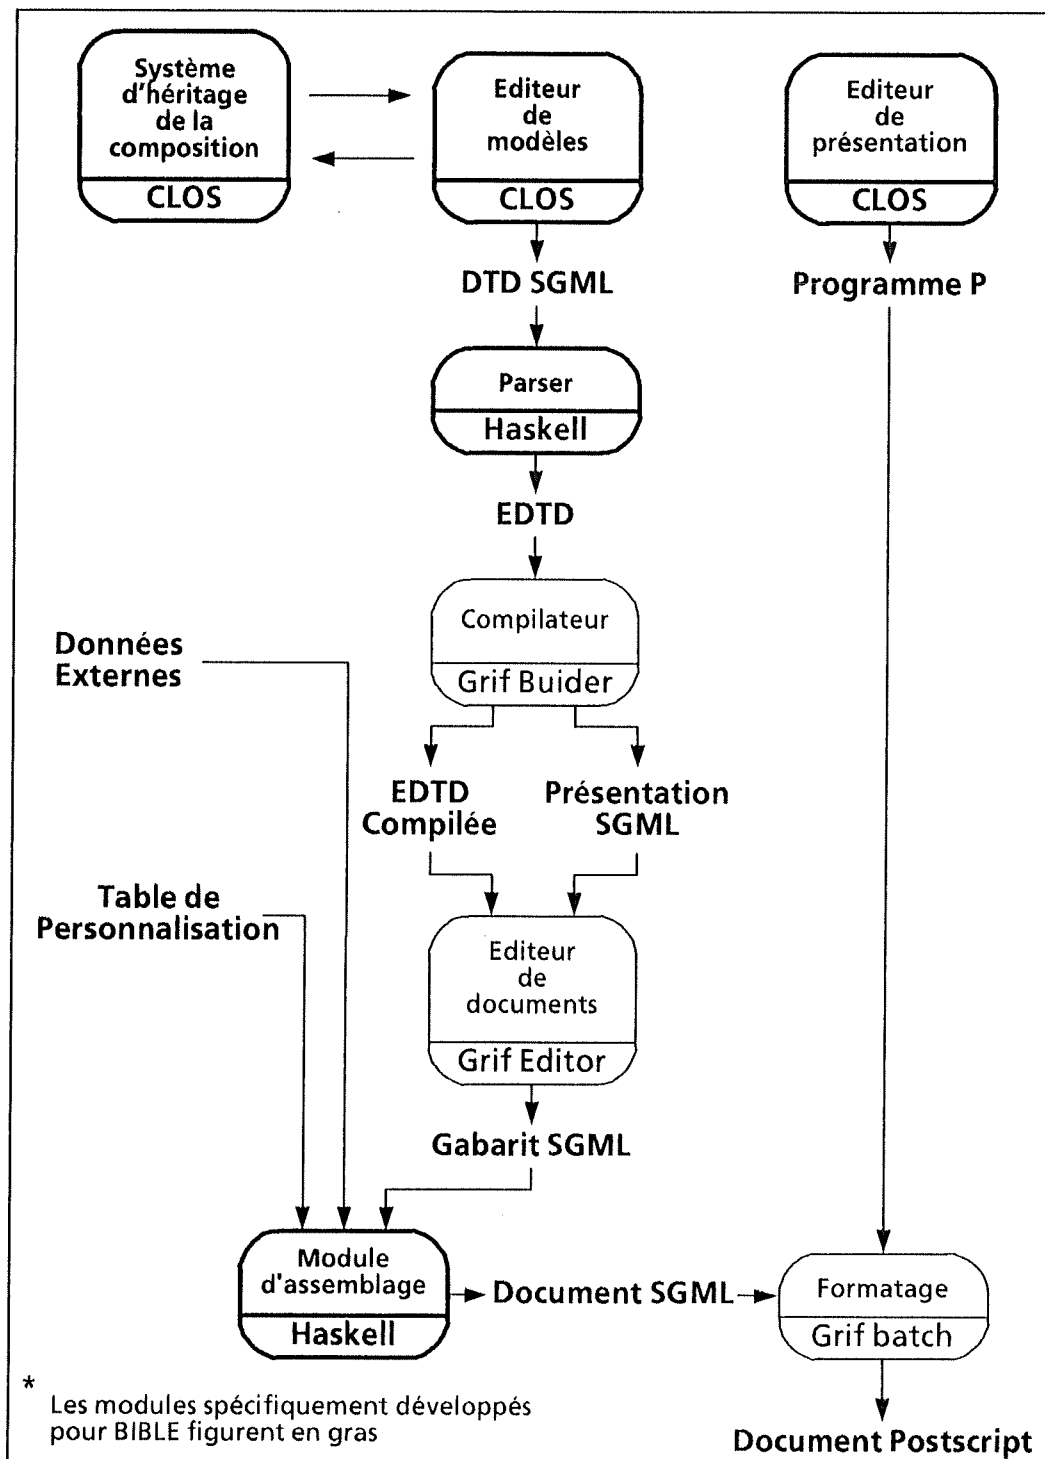 Système
d'héritage
de la
composition
CLOS
Editeur
de
modèles
CLOS
Editeur
de
présentation
CLOS
DTD SGML
Programme P
Parser
Haskell
EDTD
Compilateur
Grif Buider
Données
Externes
EDTD
Compilée
Présentation
SGML
Table de
Personnalisation
Editeur
de
documents
Grif Editor
Gabarit SGML
Module
d'assemblage
Haskell
Document SGML
Formatage
Grif batch
*
Les modules spécifiquement développés
pour BIBLE figurent en gras
Document Postscript